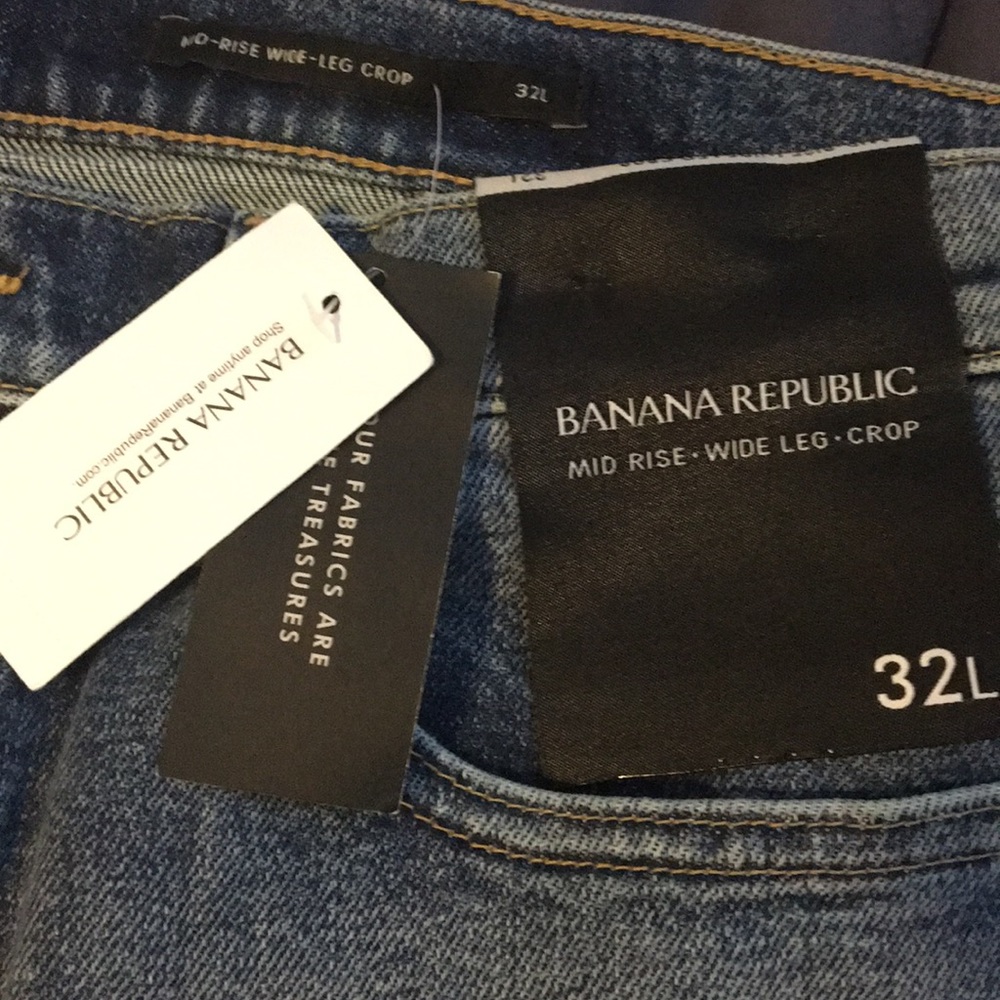 MID-RISE WIDE-LEG CROP 32L
BANANA REPUBLIC
Shop anytime at BananaRepublic.com
OUR FABRICS ARE
TREASURES
BANANA REPUBLIC
MID RISE·WIDE LEG·CROP
32L